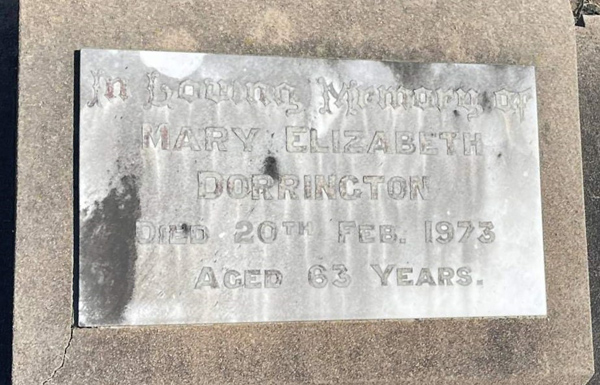 In Loving Memory of
MARY ELIZABETH
DORRINGTON
DIED 20TH FEB. 1973
AGED 63 YEARS.